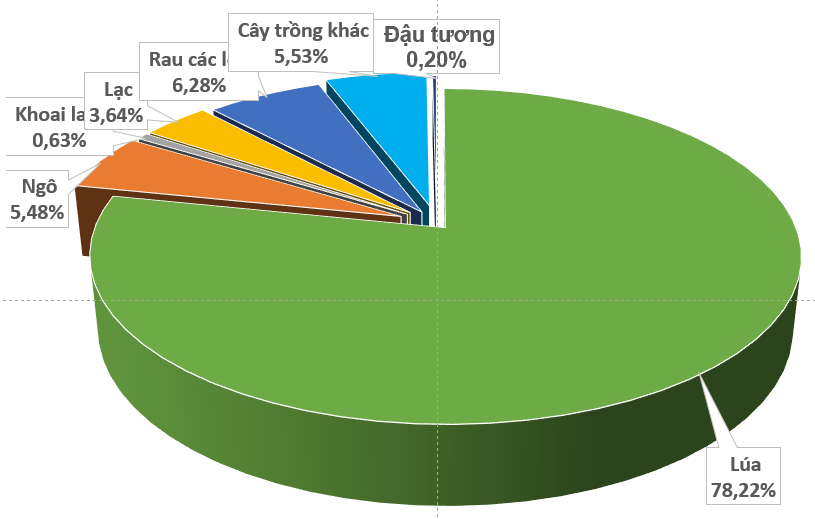 Cây trồng khác
5,53%
Đậu tương
0,20%
Rau các
6,28%
Lạc
3,64%
Khoai
0,63%
Ngô
5,48%
Lúa
78,22%